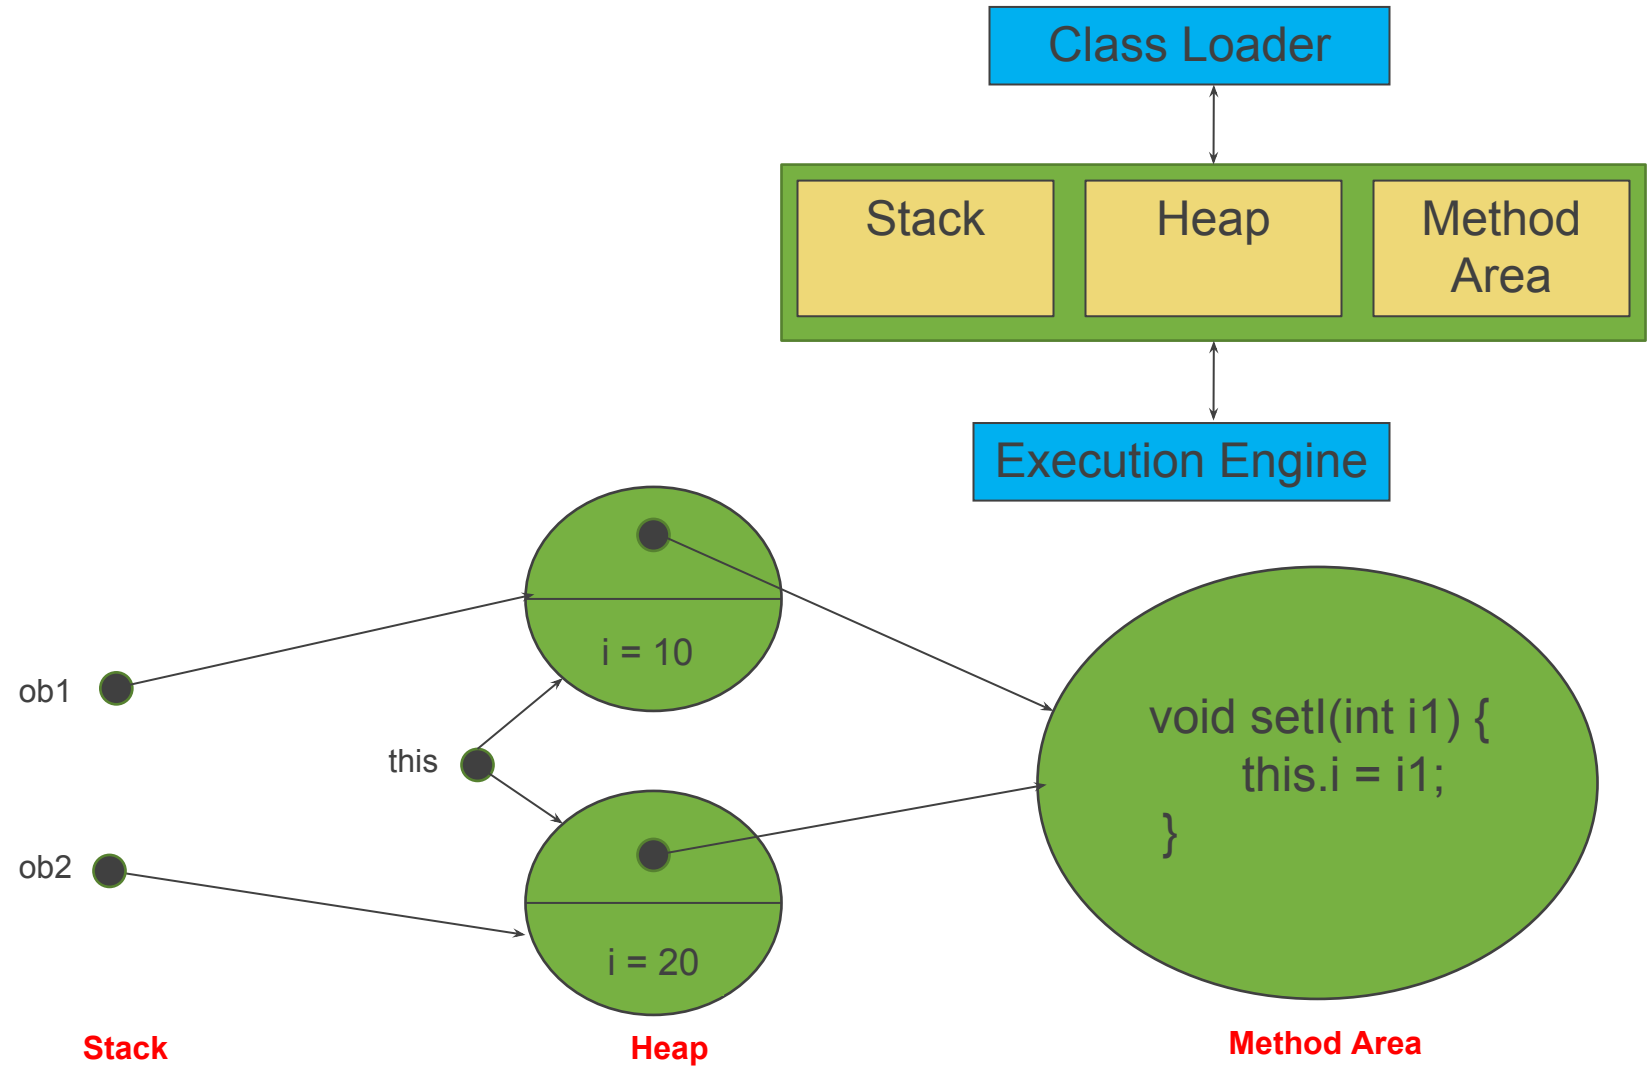 Class Loader
Stack
Heap
Method
Area
Execution Engine
i = 10
ob1
this
void setI(int i1) {
this.i = i1;
}
ob2
i = 20
Stack
Heap
Method Area